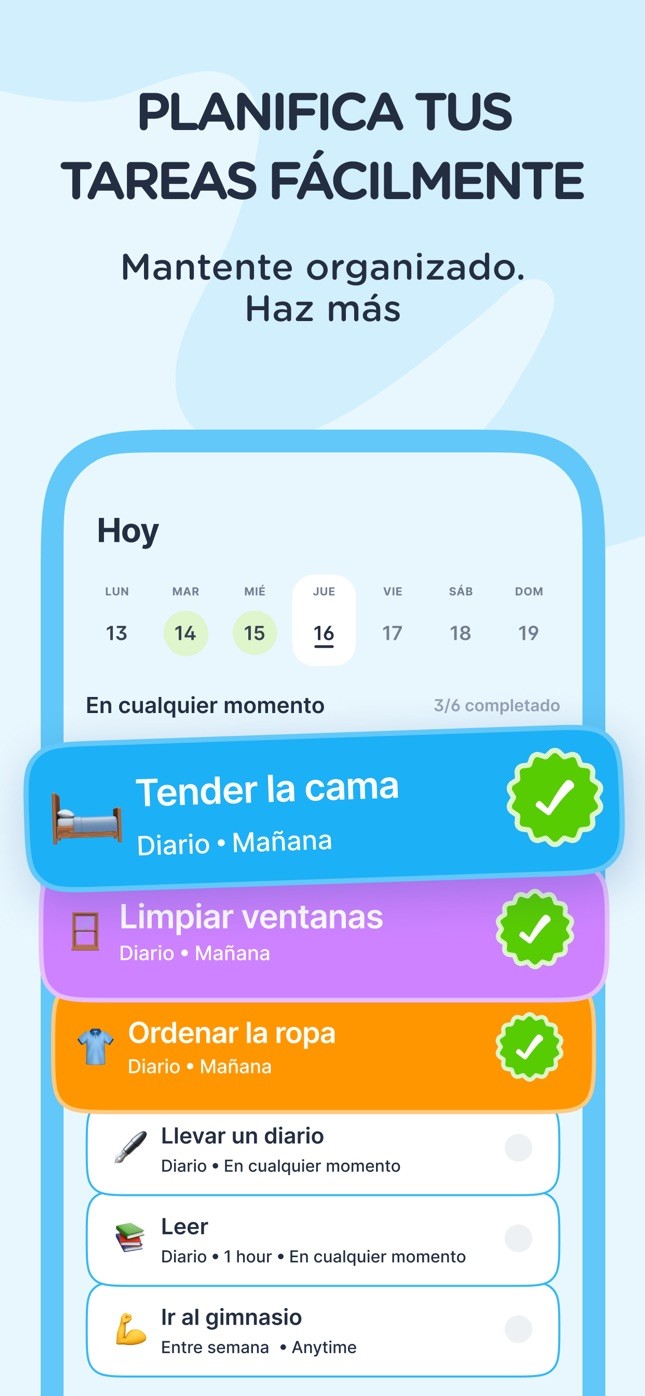 PLANIFICA TUS
TAREAS FÁCILMENTE
Mantente organizado.
Haz más
Hoy
LUN MAR MIÉ JUE VIE SÁB DOM
13 14 15 16 17 18 19
En cualquier momento 3/6 completado
Tender la cama
Diario • Mañana
Limpiar ventanas
Diario • Mañana
Ordenar la ropa
Diario • Mañana
Llevar un diario
Diario • En cualquier momento
Leer
Diario • 1 hour • En cualquier momento
Ir al gimnasio
Entre semana • Anytime